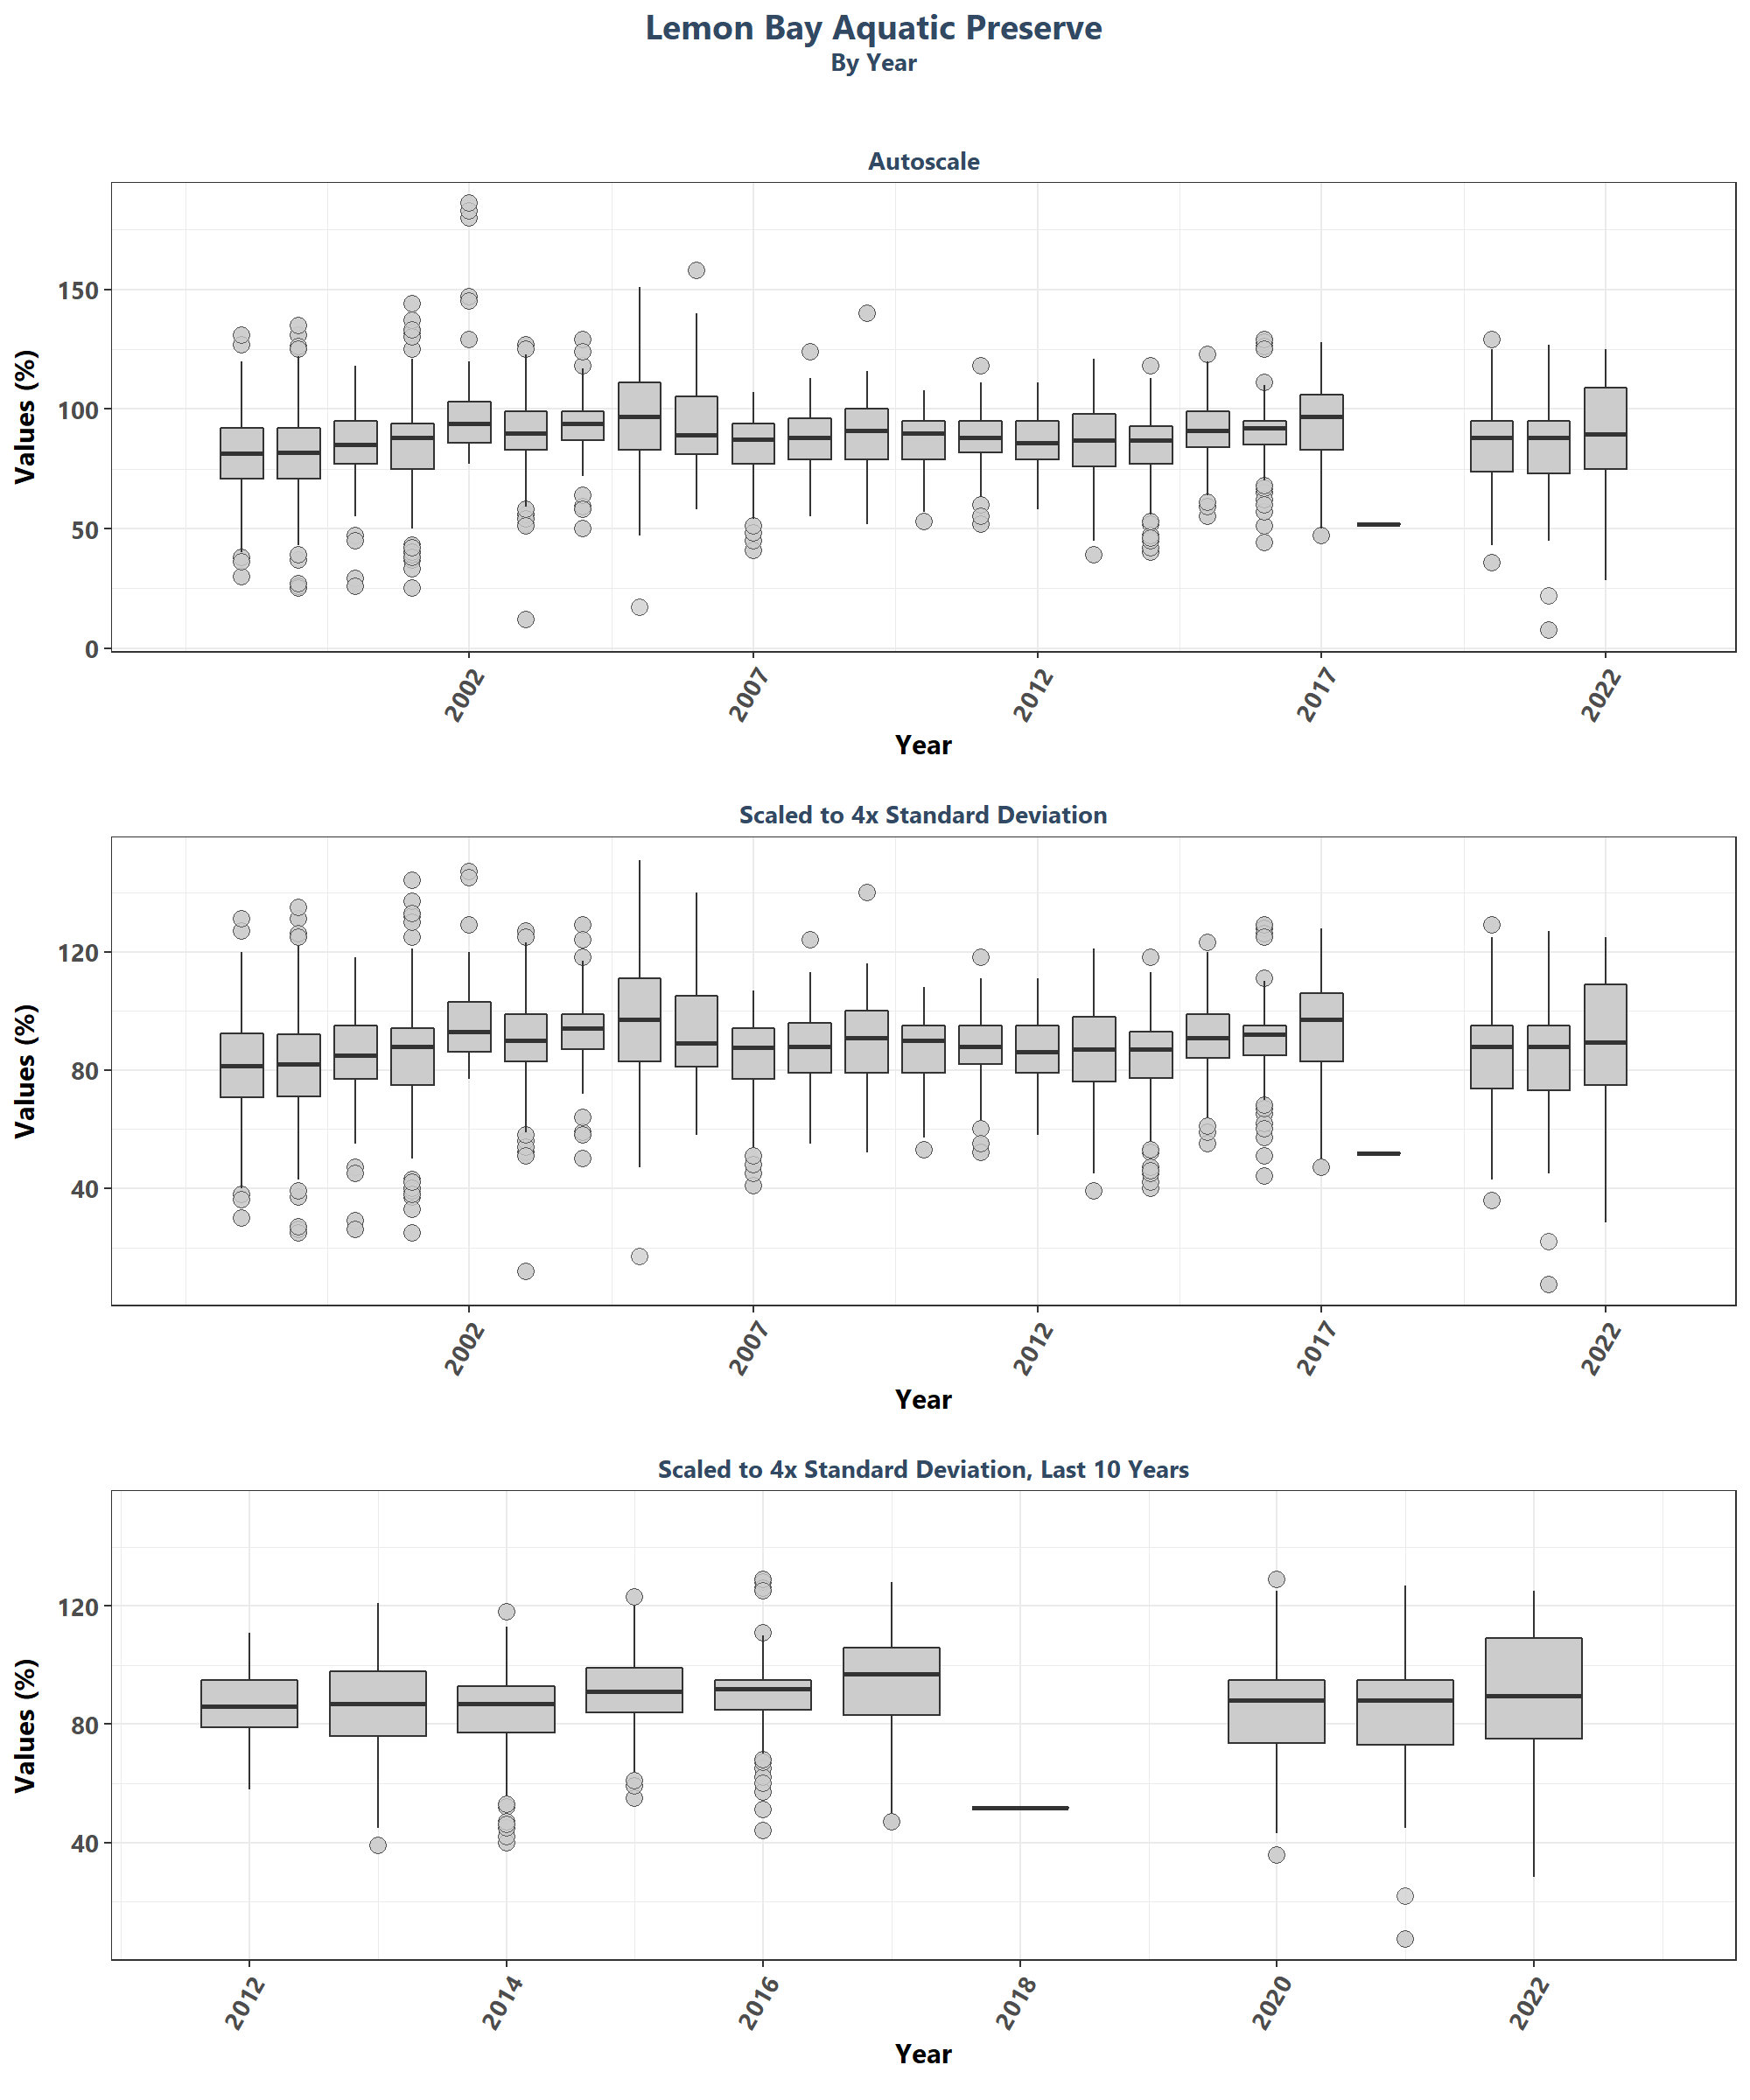 Lemon Bay Aquatic Preserve
By Year
Autoscale
Values (%)
150
100
50
0
2002
2007
2012
2017
2022
Year
Scaled to 4x Standard Deviation
Values (%)
120
80
40
2002
2007
2012
2017
2022
Year
Scaled to 4x Standard Deviation, Last 10 Years
Values (%)
120
80
40
2012
2014
2016
2018
2020
2022
Year